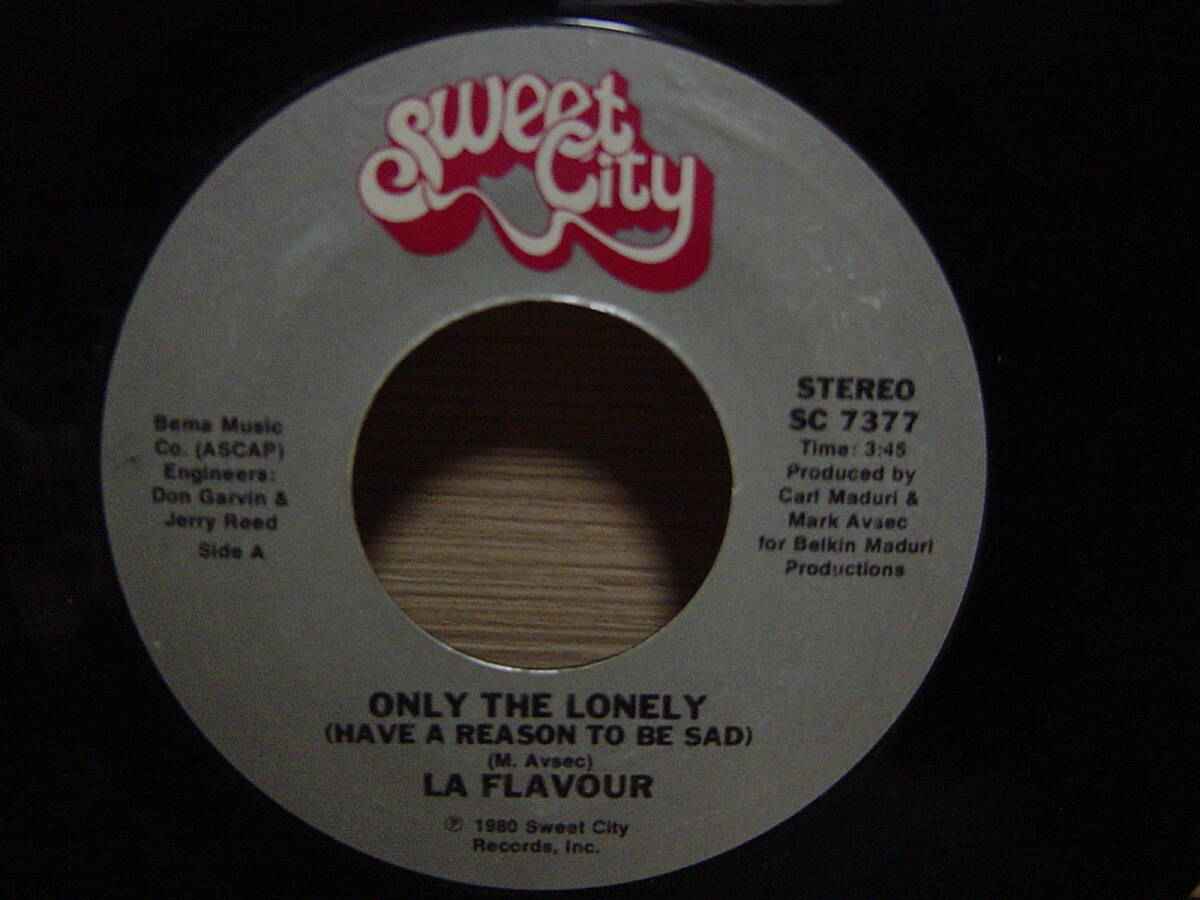 Sweet
City
Bema Music
Co. (ASCAP)
Engineers:
Don Garvin &
Jerry Reed
Side A
STEREO
SC 7377
Time: 3:45
Produced by
Carl Maduri &
Mark Avsec
for Belkin Maduri
Productions
ONLY THE LONELY
(HAVE A REASON TO BE SAD)
(M. Avsec)
LA FLAVOUR
℗ 1980 Sweet City
Records, Inc.